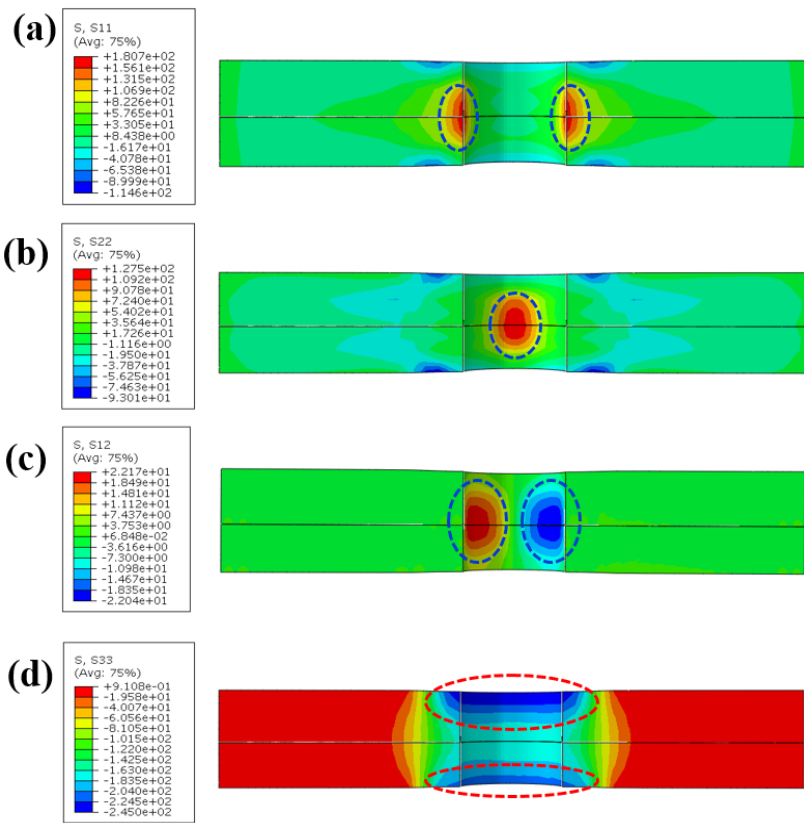 (a)
S, S11
(Avg: 75%)
+1.807e+02
+1.561e+02
+1.315e+02
+1.069e+02
+8.226e+01
+5.765e+01
+3.305e+01
+8.438e+00
-1.617e+01
-4.078e+01
-6.538e+01
-8.999e+01
-1.146e+02
(b)
S, S22
(Avg: 75%)
+1.275e+02
+1.092e+02
+9.078e+01
+7.240e+01
+5.402e+01
+3.564e+01
+1.726e+01
-1.116e+00
-1.950e+01
-3.787e+01
-5.625e+01
-7.463e+01
-9.301e+01
(c)
S, S12
(Avg: 75%)
+2.217e+01
+1.849e+01
+1.481e+01
+1.112e+01
+7.437e+00
+3.753e+00
+6.848e-02
-3.616e+00
-7.300e+00
-1.098e+01
-1.467e+01
-1.835e+01
-2.204e+01
(d)
S, S33
(Avg: 75%)
+9.108e-01
-1.958e+01
-4.007e+01
-6.056e+01
-8.105e+01
-1.015e+02
-1.220e+02
-1.425e+02
-1.630e+02
-1.835e+02
-2.040e+02
-2.245e+02
-2.450e+02